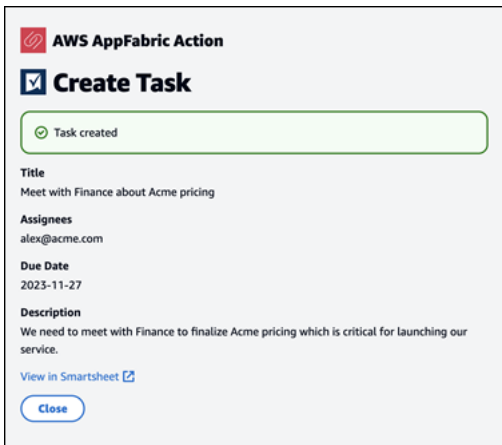 AWS AppFabric Action
Create Task
Task created
Title
Meet with Finance about Acme pricing
Assignees
alex@acme.com
Due Date
2023-11-27
Description
We need to meet with Finance to finalize Acme pricing which is critical for launching our
service.
View in Smartsheet
Close